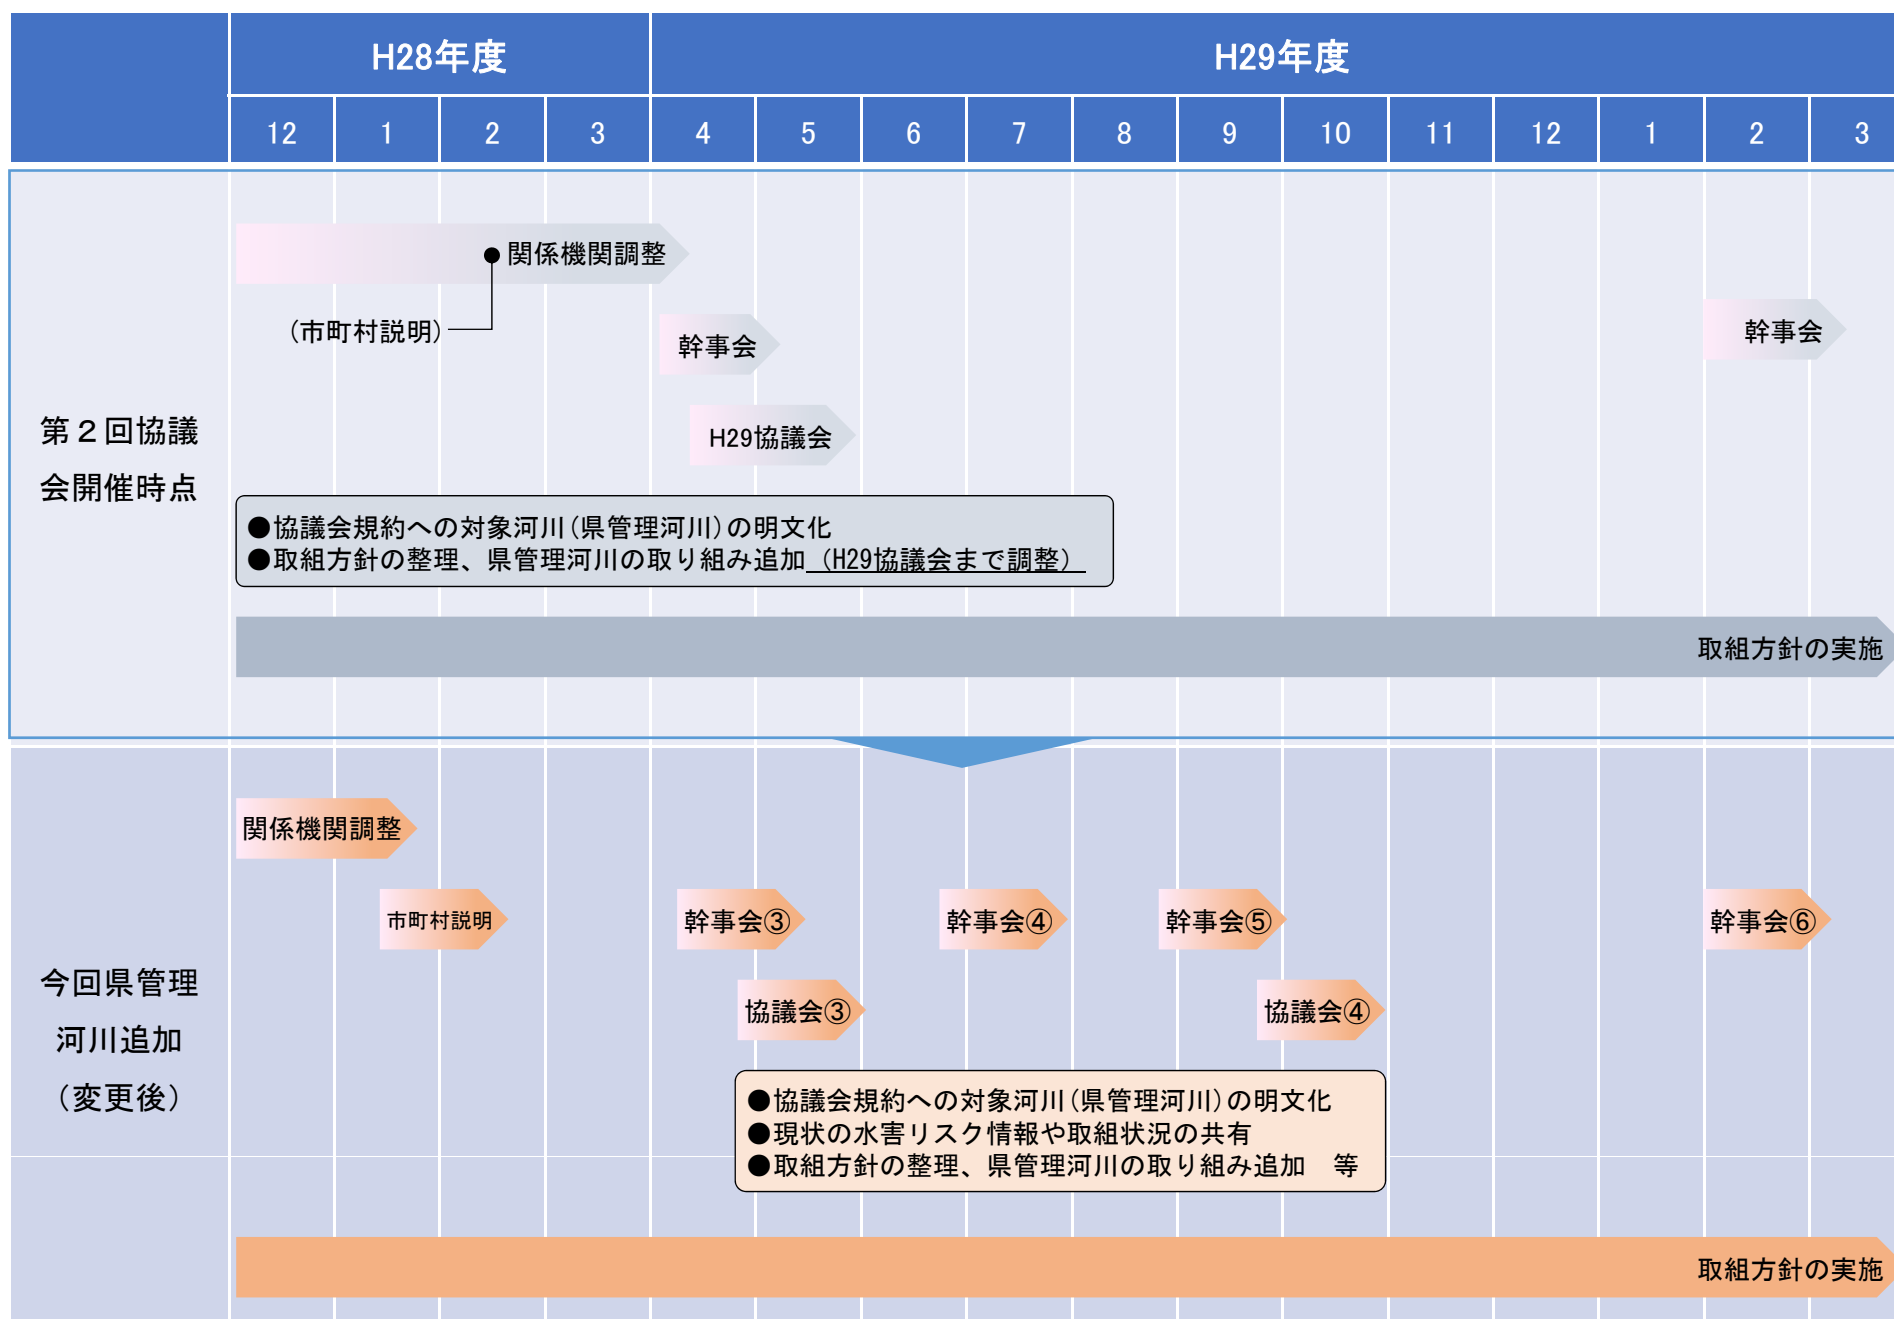 H28年度 H29年度
12 1 2 3 4 5 6 7 8 9 10 11 12 1 2 3
第２回協議
会開催時点
関係機関調整
(市町村説明)
幹事会
幹事会
H29協議会
●協議会規約への対象河川(県管理河川)の明文化
●取組方針の整理、県管理河川の取り組み追加（H29協議会まで調整）
取組方針の実施
今回県管理
河川追加
（変更後）
関係機関調整
市町村説明
幹事会③
幹事会④
幹事会⑤
幹事会⑥
協議会③
協議会④
●協議会規約への対象河川(県管理河川)の明文化
●現状の水害リスク情報や取組状況の共有
●取組方針の整理、県管理河川の取り組み追加　等
取組方針の実施